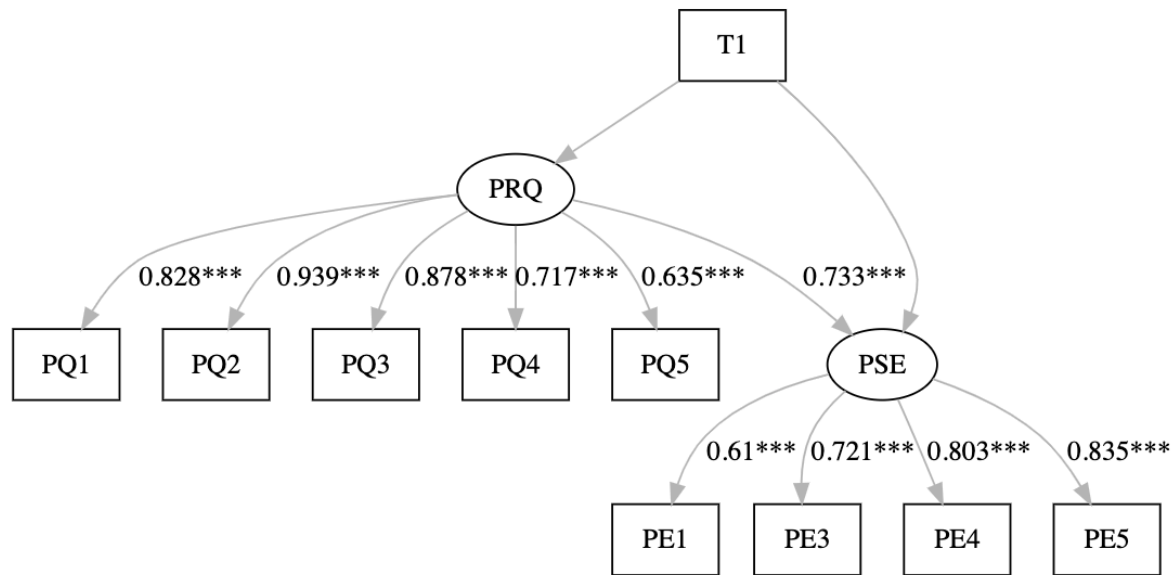 T1
PRQ
0.828***
0.939***
0.878***
0.717***
0.635***
0.733***
PQ1
PQ2
PQ3
PQ4
PQ5
PSE
0.61***
0.721***
0.803***
0.835***
PE1
PE3
PE4
PE5